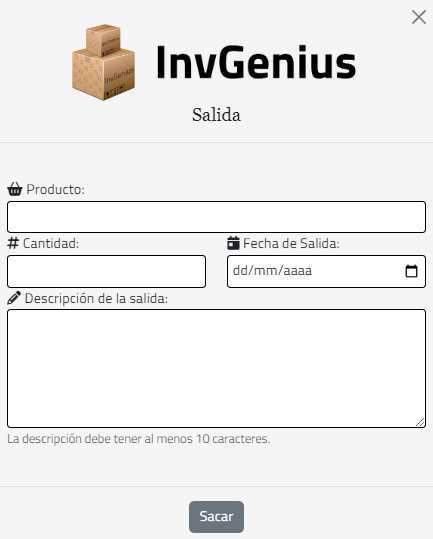 InvGenius
Salida
Producto:
# Cantidad:
Fecha de Salida:
dd/mm/aaaa
Descripción de la salida:
La descripción debe tener al menos 10 caracteres.
Sacar